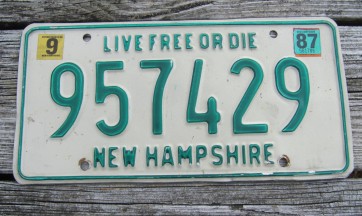 9
LIVE FREE OR DIE
87
957429
NEW HAMPSHIRE